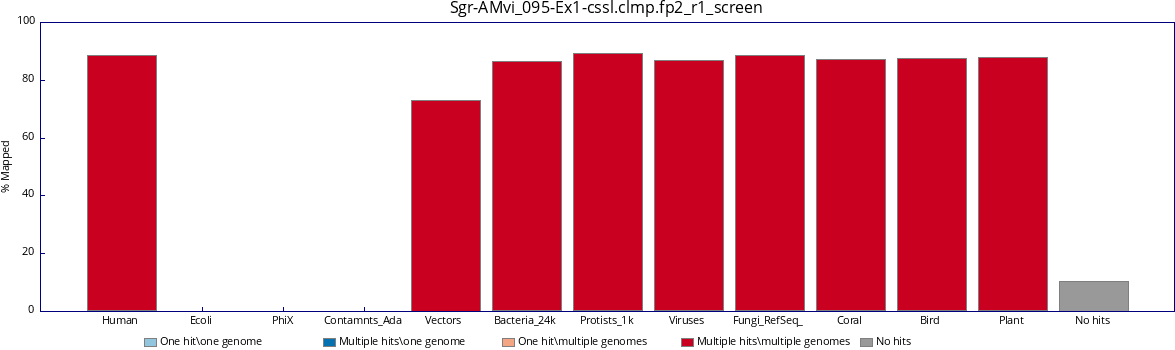 Sgr-AMvi_095-Ex1-cssl.clmp.fp2_r1_screen
100
80
60
40
20
0
% Mapped
Human Ecoli PhiX Contamnts_Ada Vectors Bacteria_24k Protists_1k Viruses Fungi_RefSeq_ Coral Bird Plant No hits
One hit\one genome Multiple hits\one genome One hit\multiple genomes Multiple hits\multiple genomes No hits